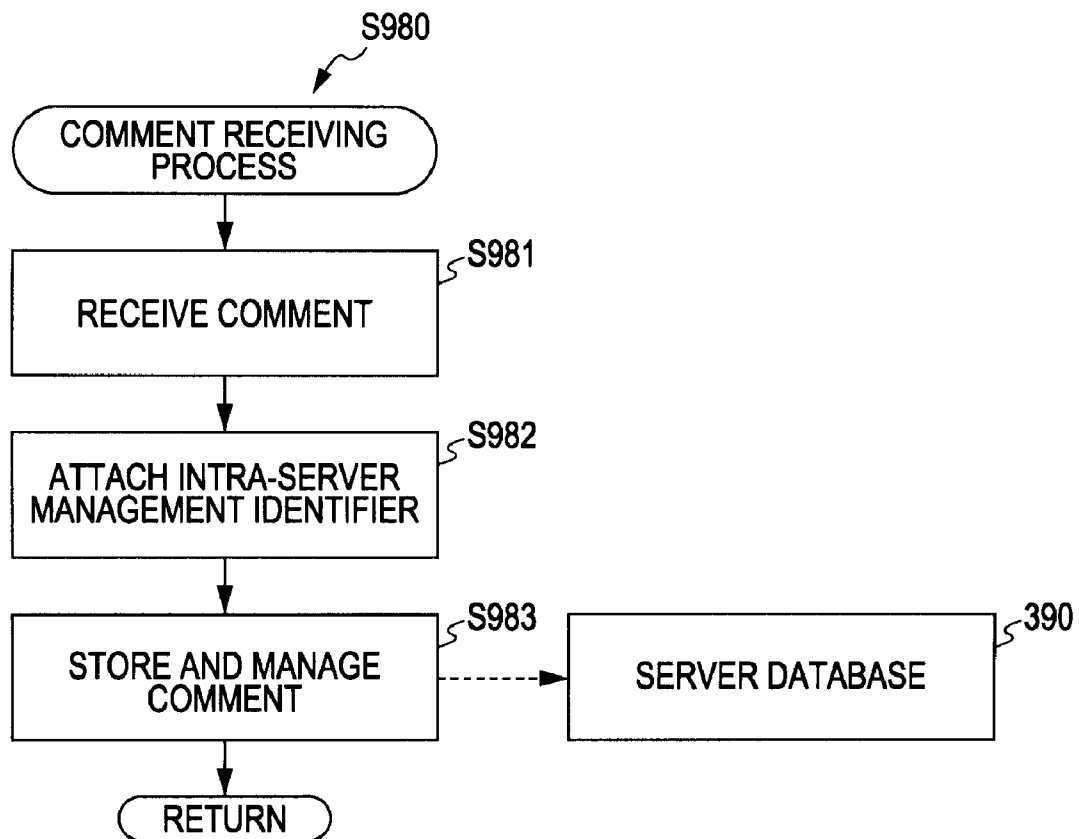 S980
COMMENT RECEIVING
PROCESS
S981
RECEIVE COMMENT
S982
ATTACH INTRA-SERVER
MANAGEMENT IDENTIFIER
S983
STORE AND MANAGE
COMMENT
390
SERVER DATABASE
RETURN